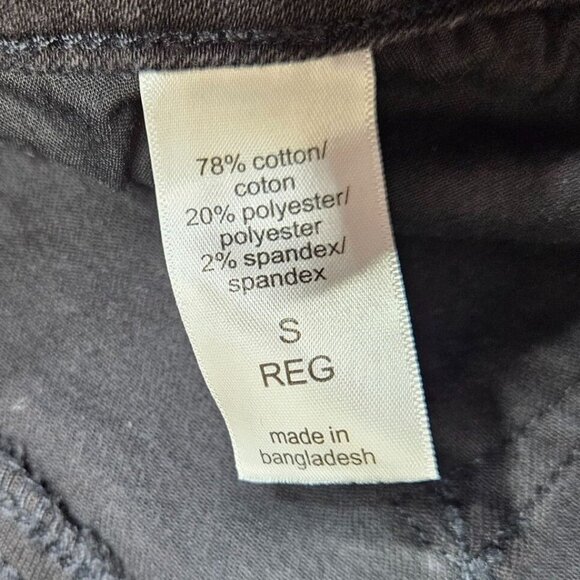 78% cotton/
coton
20% polyester/
polyester
2% spandex/
spandex
S
REG
made in
bangladesh